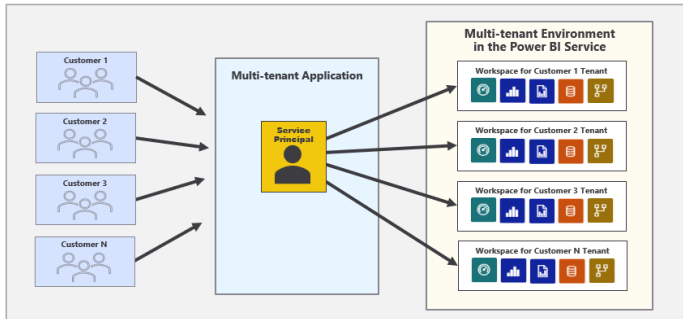 Customer 1
Customer 2
Customer 3
Customer N
Multi-tenant Application
Service
Principal
Multi-tenant Environment
in the Power BI Service
Workspace for Customer 1 Tenant
Workspace for Customer 2 Tenant
Workspace for Customer 3 Tenant
Workspace for Customer N Tenant